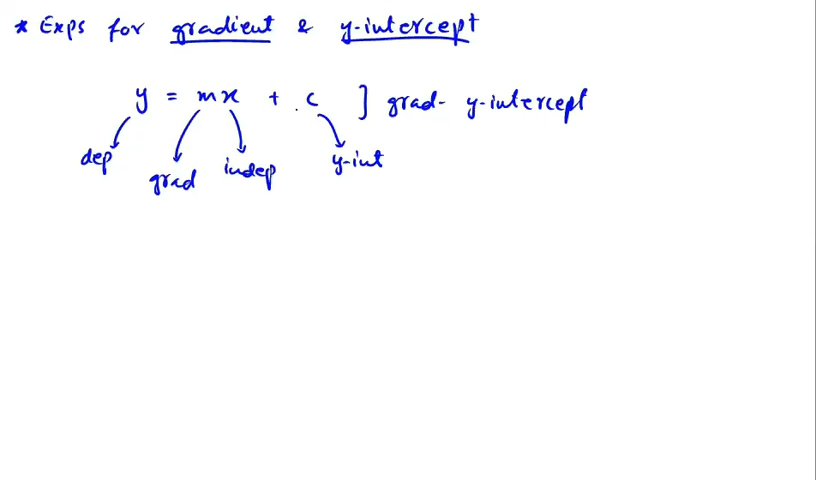 * Exps for gradient & y-intercept
y = mx + c ] grad- y-intercept
dep grad indep y-int